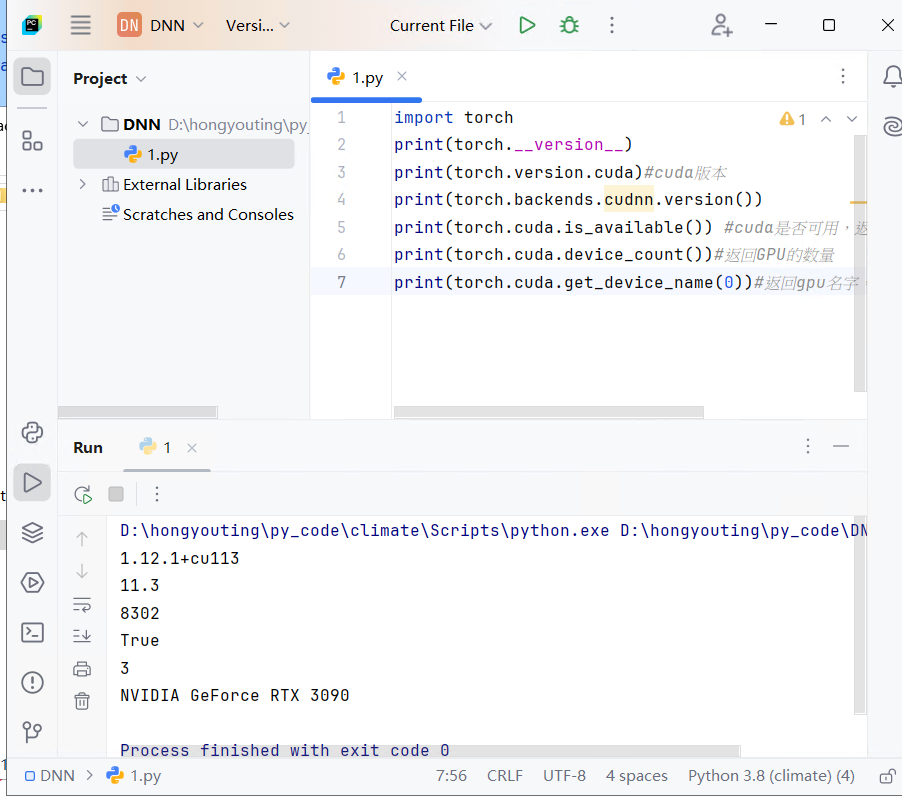 DN DNN Versi... Current File
Project
1.py
DNN D:\hongyouting\py_
1.py
External Libraries
Scratches and Consoles
1 import torch
1
2 print(torch.__version__)
3 print(torch.version.cuda)#cuda版本
4 print(torch.backends.cudnn.version())
5 print(torch.cuda.is_available()) #cuda是否可用，返
6 print(torch.cuda.device_count())#返回GPU的数量
7 print(torch.cuda.get_device_name(0))#返回gpu名字
Run 1
D:\hongyouting\py_code\climate\Scripts\python.exe D:\hongyouting\py_code\DN
1.12.1+cu113
11.3
8302
True
3
NVIDIA GeForce RTX 3090
Process finished with exit code 0
DNN 1.py 7:56 CRLF UTF-8 4 spaces Python 3.8 (climate) (4)